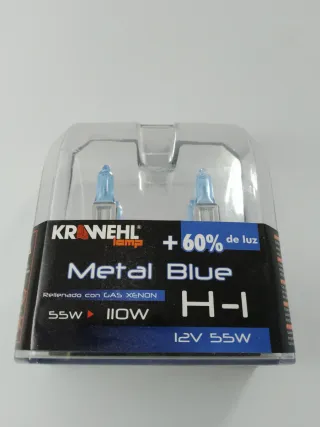 KRAWEHL
lamp
+60% de luz
Metal Blue
Rellenado con GAS XENON
H-1
55W 110W
12V 55W